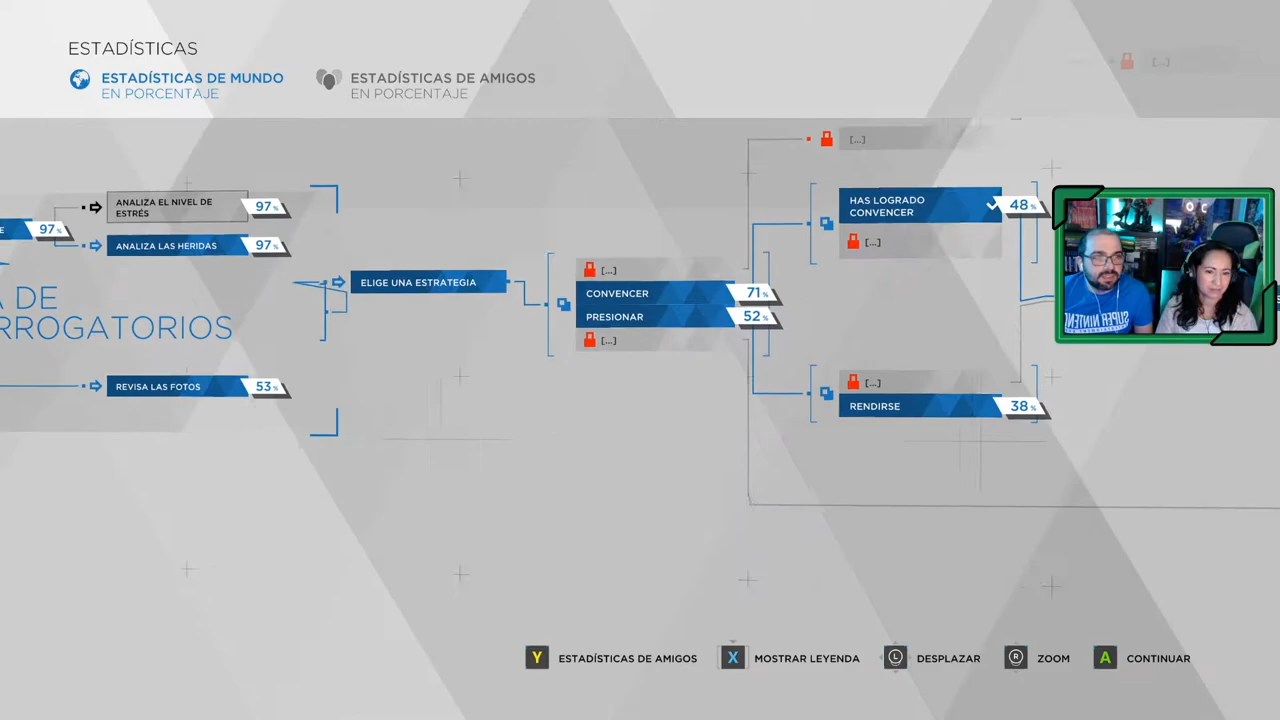 ESTADÍSTICAS
ESTADÍSTICAS DE MUNDO
EN PORCENTAJE
ESTADÍSTICAS DE AMIGOS
EN PORCENTAJE
[...]
[...]
ANALIZA EL NIVEL DE
ESTRÉS
97%
E 97%
ANALIZA LAS HERIDAS 97%
A DE
RROGATORIOS
REVISA LAS FOTOS 53%
ELIGE UNA ESTRATEGIA
[...]
CONVENCER 71%
PRESIONAR 52%
[...]
HAS LOGRADO
CONVENCER
48%
[...]
[...]
RENDIRSE 38%
SUPER NINTEN
Y ESTADÍSTICAS DE AMIGOS
X MOSTRAR LEYENDA
L DESPLAZAR
R ZOOM
A CONTINUAR